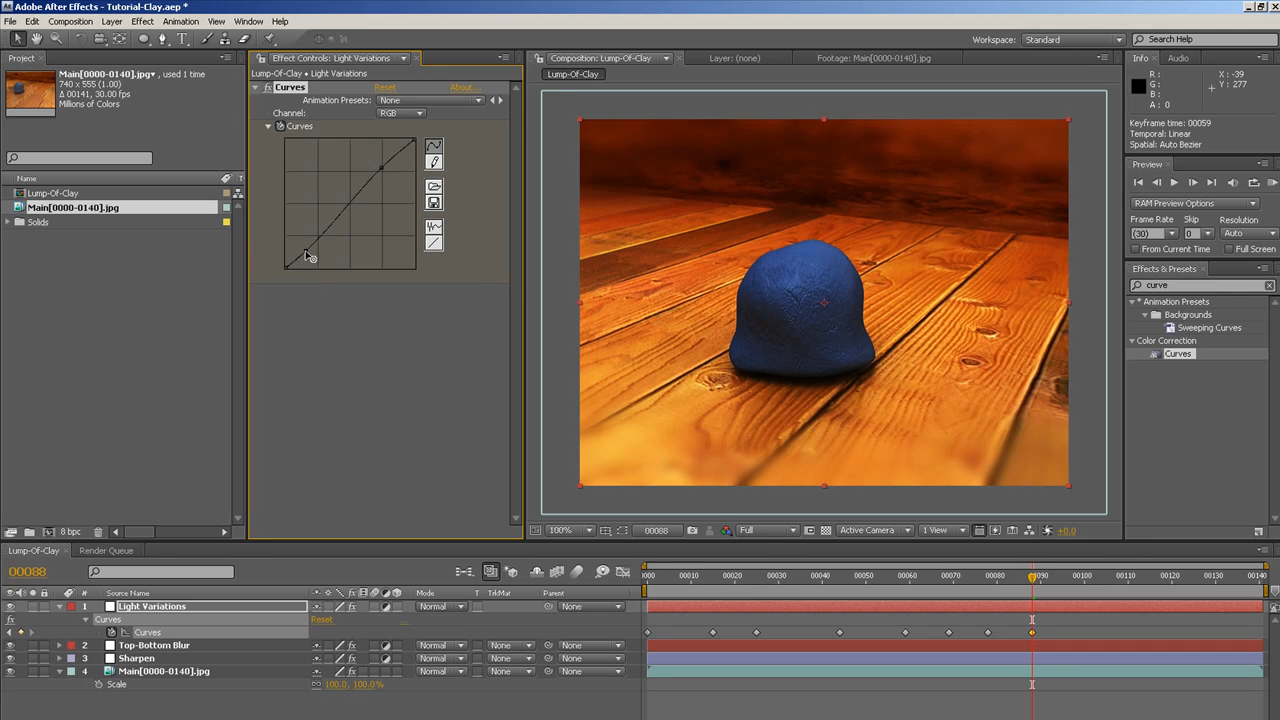 Adobe After Effects - Tutorial-Clay.aep *
File Edit Composition Layer Effect Animation View Window Help
Workspace: Standard Search Help
Project
Main[0000-0140].jpg▾, used 1 time
740 x 555 (1.00)
Δ 00141, 30.00 fps
Millions of Colors
Name T
Lump-Of-Clay
Main[0000-0140].jpg
Solids
8 bpc
Effect Controls: Light Variations
Lump-Of-Clay • Light Variations
fx Curves Reset About...
Animation Presets: None
Channel: RGB
Curves
Composition: Lump-Of-Clay Layer: (none) Footage: Main[0000-0140].jpg
Lump-Of-Clay
100% 00088 Full Active Camera 1 View +0.0
Info Audio
R : X : -39
G : Y : 277
B :
A : 0
Keyframe time: 00059
Temporal: Linear
Spatial: Auto Bezier
Preview
RAM Preview Options
Frame Rate Skip Resolution
(30) 0 Auto
From Current Time Full Screen
Effects & Presets
curve
* Animation Presets
Backgrounds
Sweeping Curves
Color Correction
Curves
Lump-Of-Clay Render Queue
00088
0000 00010 00020 00030 00040 00050 00060 00070 00080 00090 00100 00110 00120 00130 00140
# Source Name Mode T TrkMat Parent
1 Light Variations fx Normal None
fx Curves Reset
Curves
2 Top-Bottom Blur fx Normal None None
3 Sharpen fx Normal None None
4 Main[0000-0140].jpg fx Normal None None
Scale 100.0, 100.0%